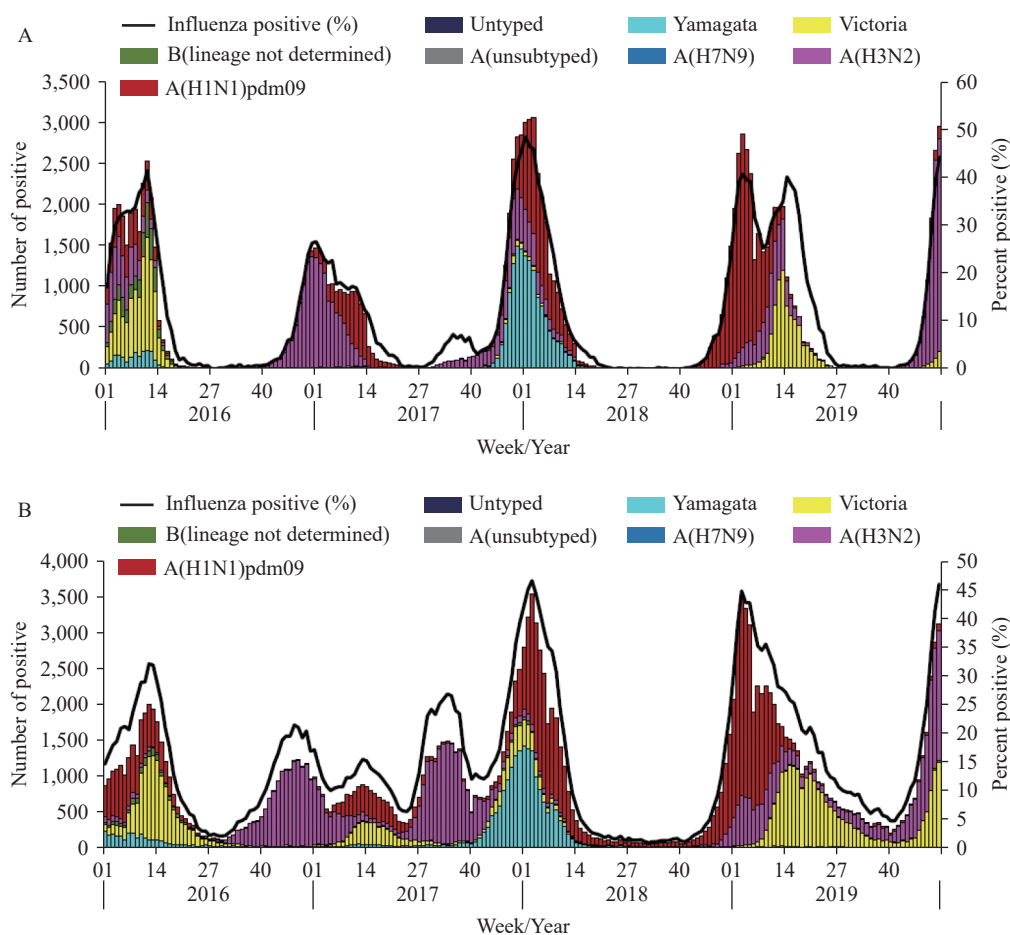 A
Influenza positive (%)
Untyped
Yamagata
Victoria
B(lineage not determined)
A(unsubtyped)
A(H7N9)
A(H3N2)
A(H1N1)pdm09
Number of positive
3,500
3,000
2,500
2,000
1,500
1,000
500
0
Percent positive (%)
60
50
40
30
20
10
0
01 14 27 40 01 14 27 40 01 14 27 40 01 14 27 40
2016 2017 2018 2019
Week/Year
B
Influenza positive (%)
Untyped
Yamagata
Victoria
B(lineage not determined)
A(unsubtyped)
A(H7N9)
A(H3N2)
A(H1N1)pdm09
Number of positive
4,000
3,500
3,000
2,500
2,000
1,500
1,000
500
0
Percent positive (%)
50
45
40
35
30
25
20
15
10
5
0
01 14 27 40 01 14 27 40 01 14 27 40 01 14 27 40
2016 2017 2018 2019
Week/Year